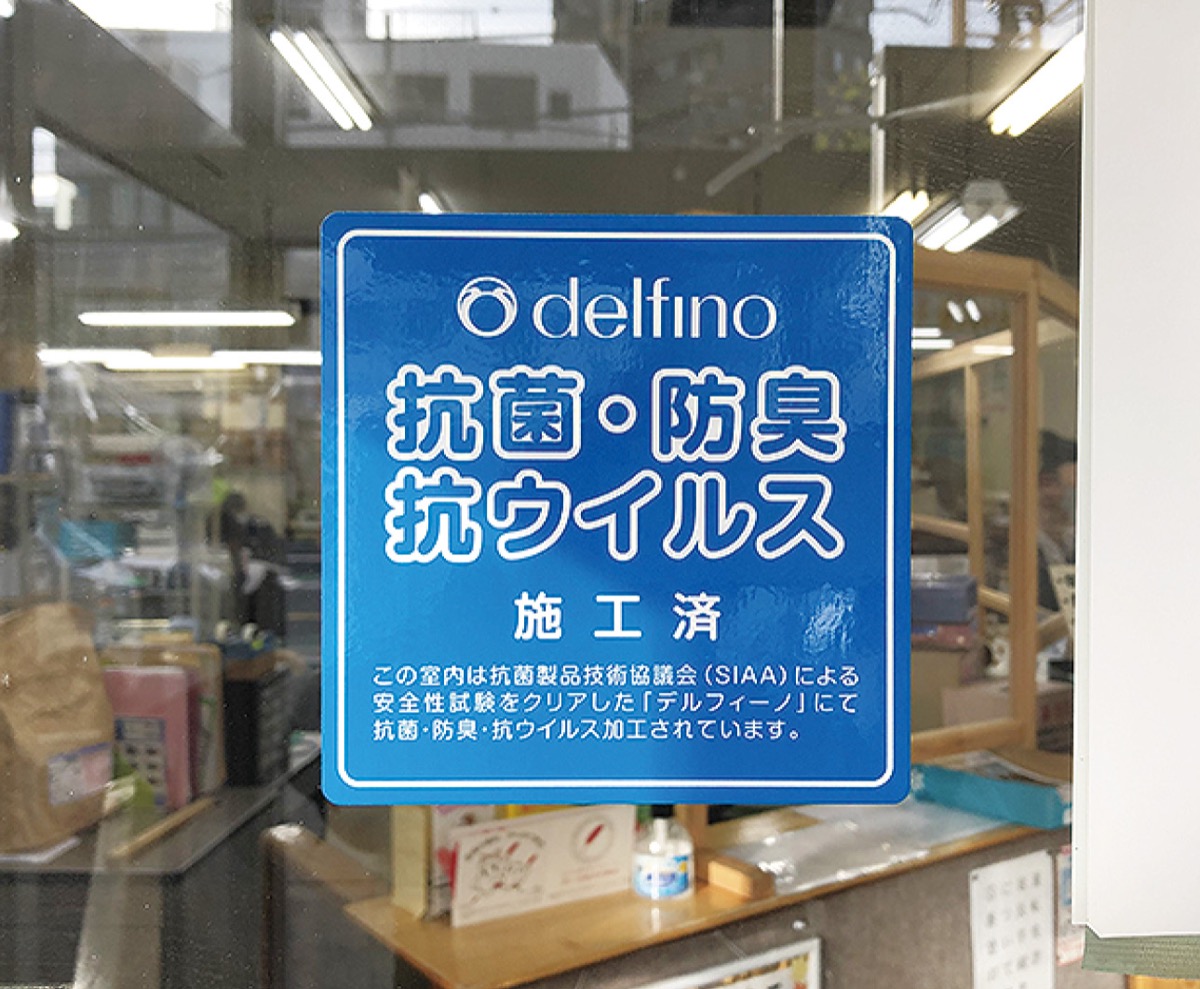 delfino
抗菌・防臭
抗ウイルス
施工済
この室内は抗菌製品技術協議会（SIAA）による
安全性試験をクリアした「デルフィーノ」にて
抗菌・防臭・抗ウイルス加工されています。